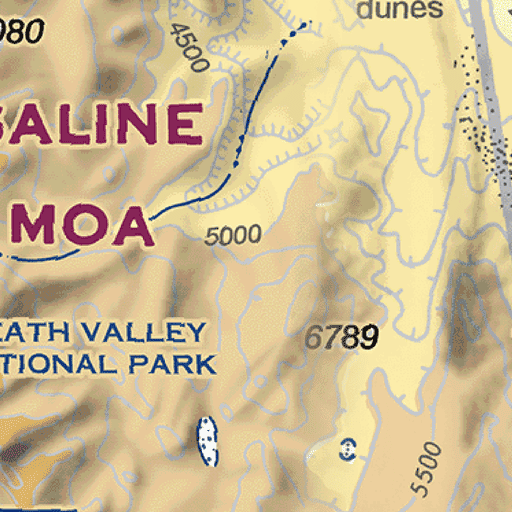 dunes
080
4500
SALINE
MOA
5000
EATH VALLEY
TIONAL PARK
6789
5500